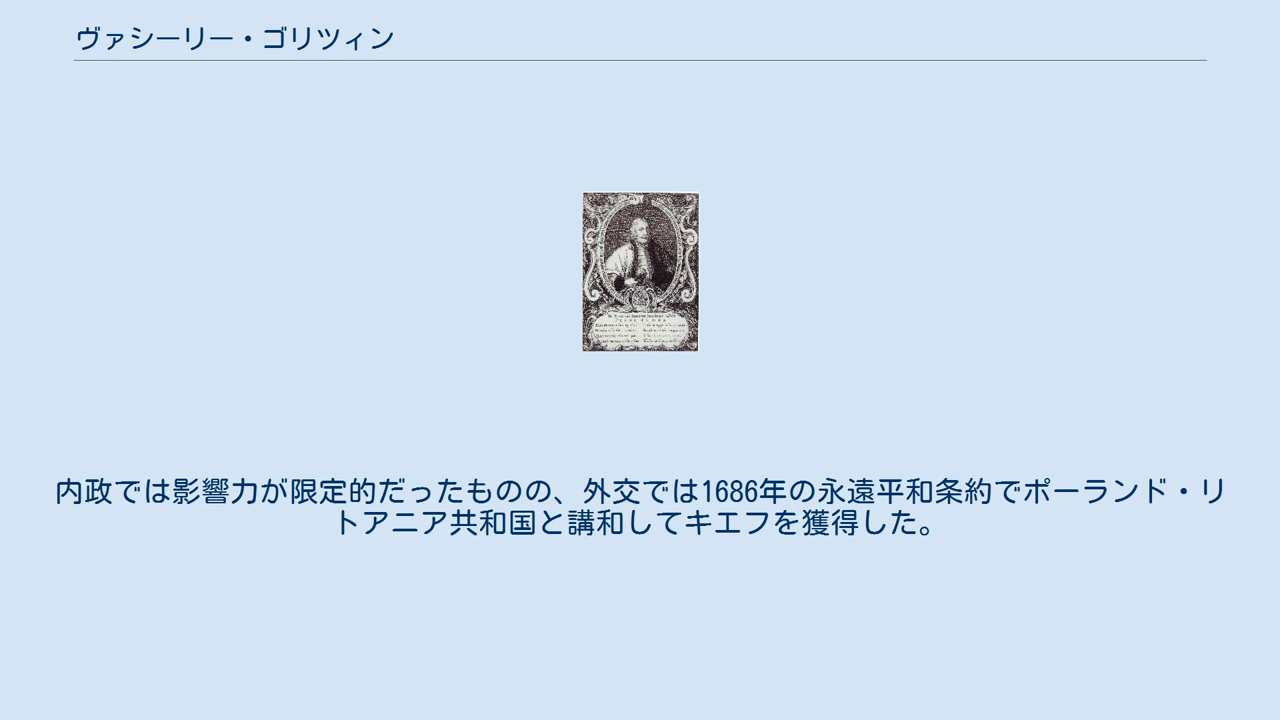 ヴァシーリー・ゴリツィン
内政では影響力が限定的だったものの、外交では1686年の永遠平和条約でポーランド・リ
トアニア共和国と講和してキエフを獲得した。